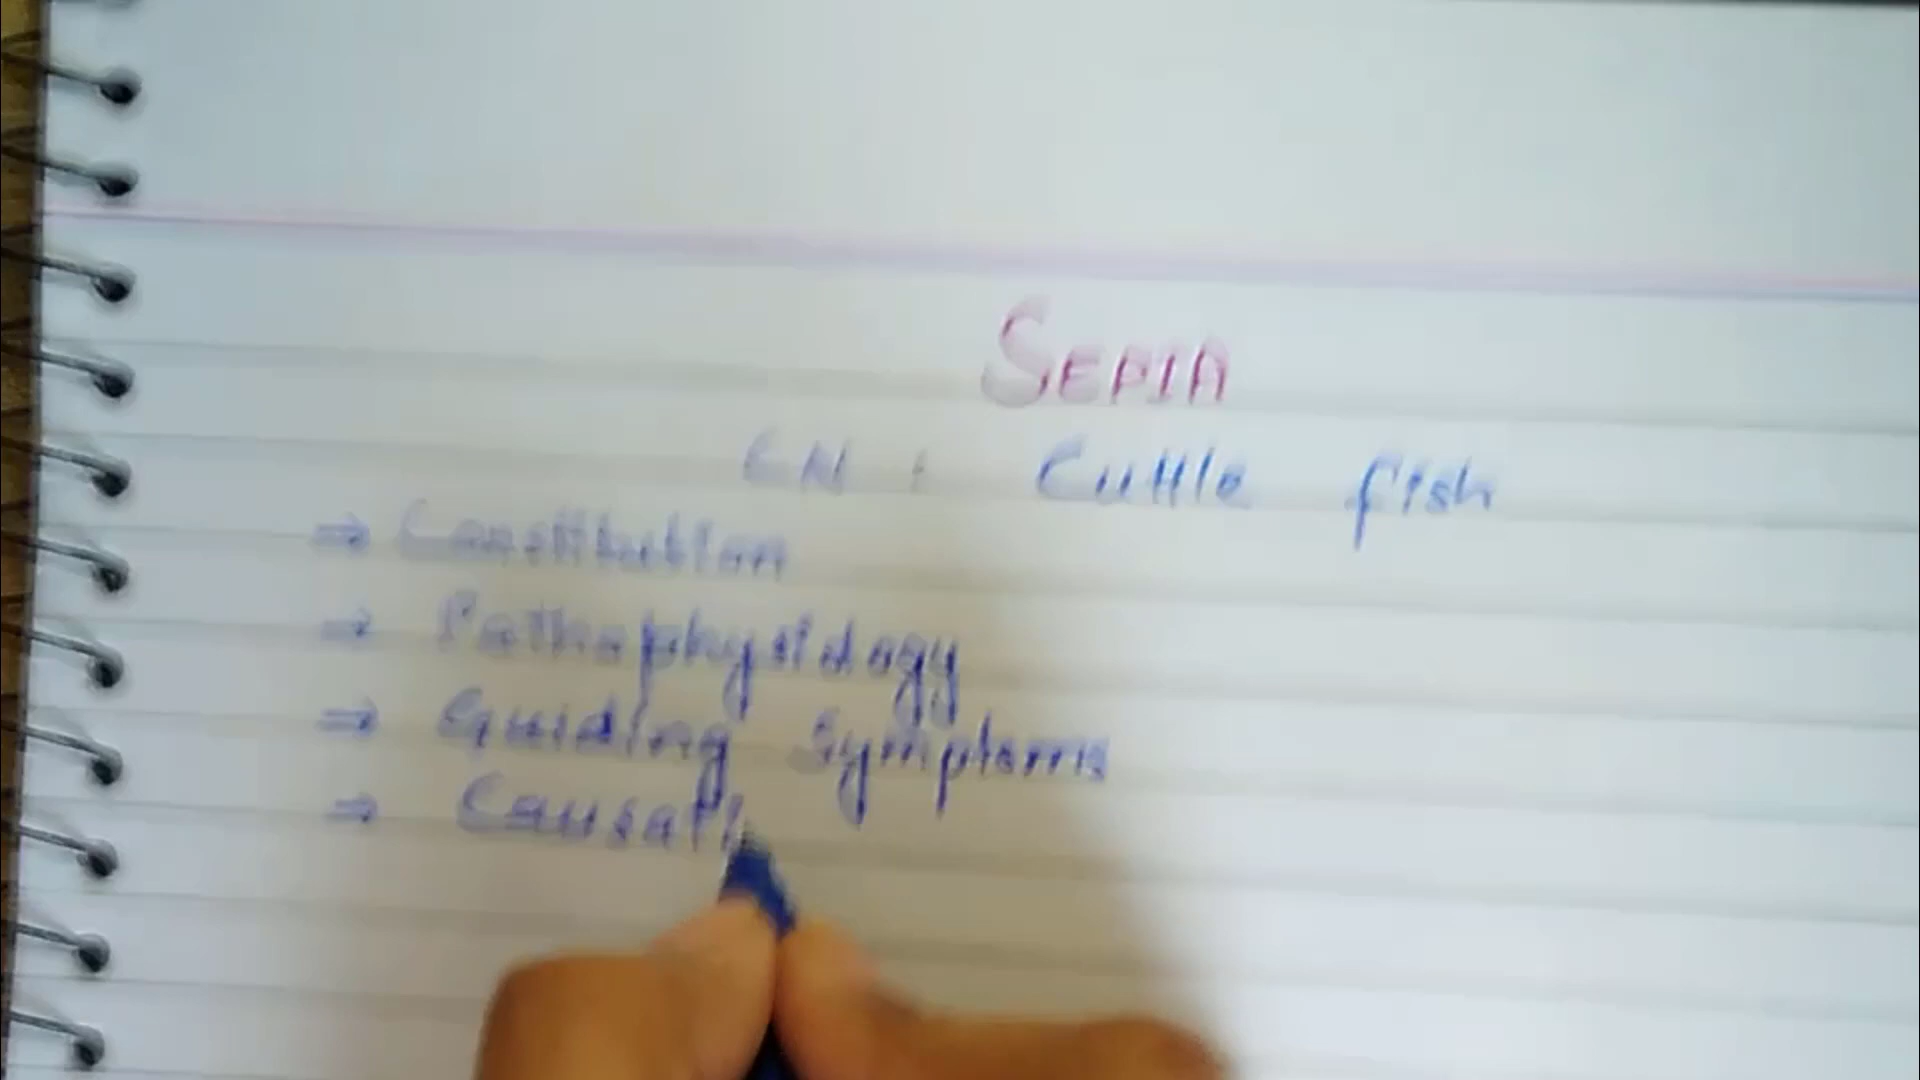 SEPIA
CN : Cuttle fish
⇒ Constitution
⇒ Pathophysiology
⇒ Guiding Symptoms
⇒ Causati